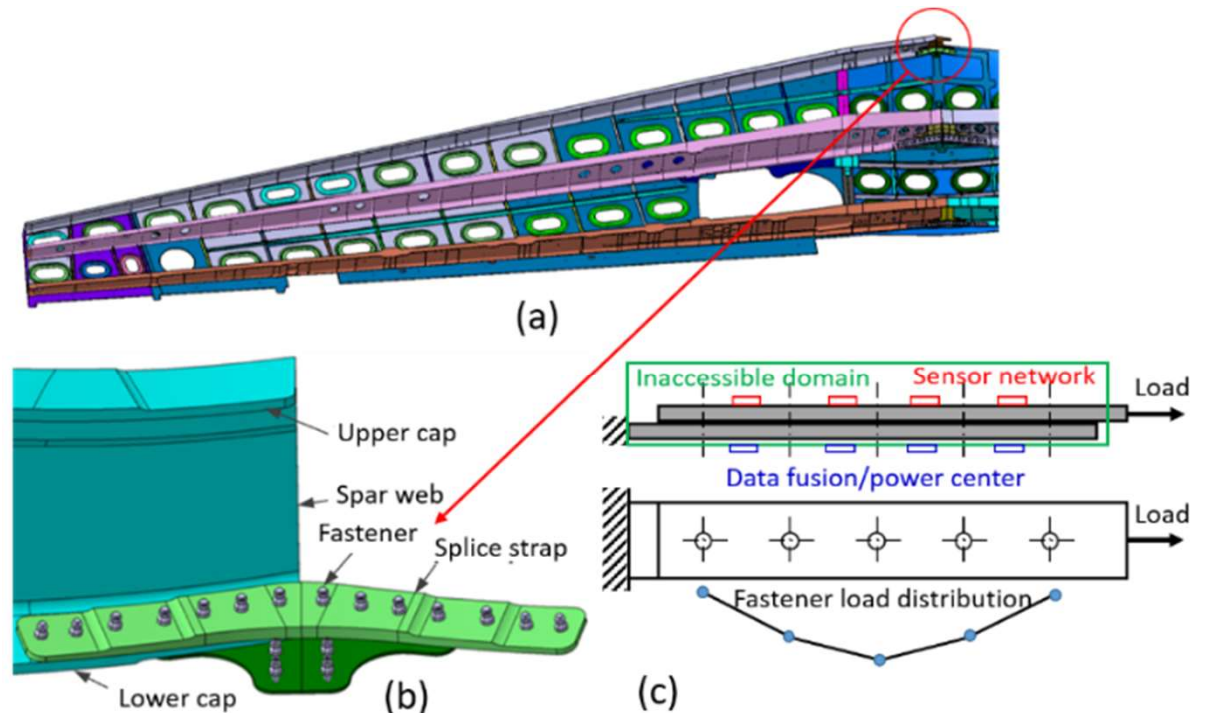 (a)
Upper cap
Spar web
Fastener
Splice strap
Lower cap
(b)
Inaccessible domain
Sensor network
Load
Data fusion/power center
Load
Fastener load distribution
(c)